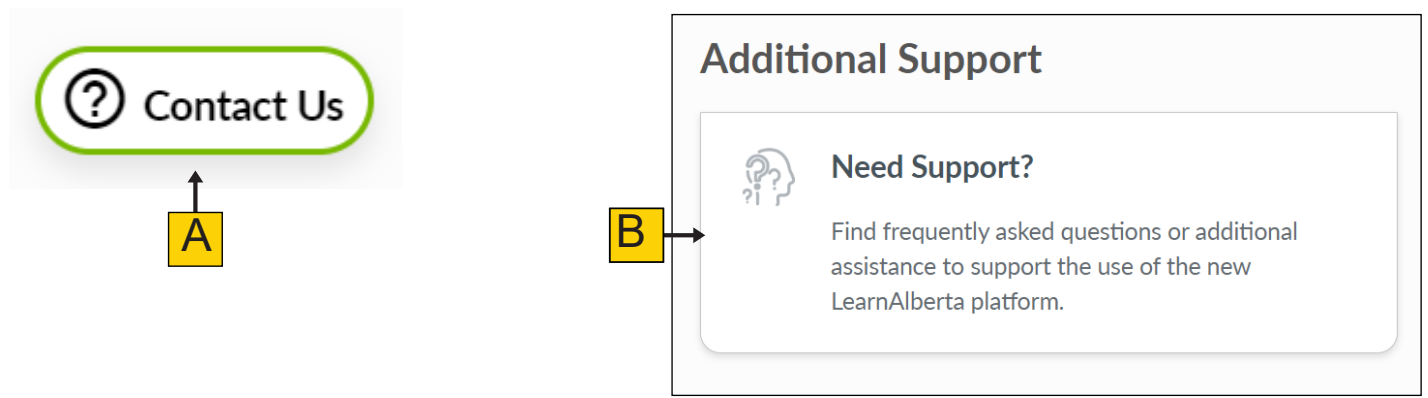 Contact Us
A
Additional Support
Need Support?
B
Find frequently asked questions or additional
assistance to support the use of the new
LearnAlberta platform.